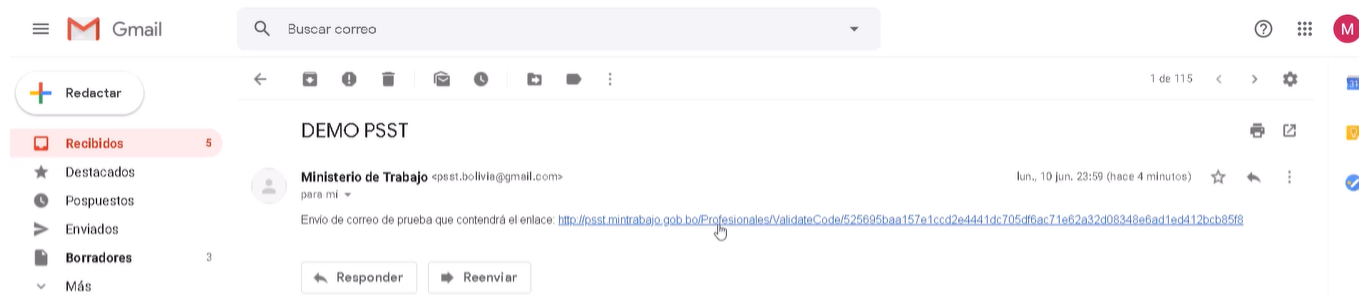 Gmail
Buscar correo
M
Redactar
1 de 115
31
Recibidos 5
DEMO PSST
Destacados
Ministerio de Trabajo <psst.bolivia@gmail.com>
lun., 10 jun. 23:59 (hace 4 minutos)
para mí
Pospuestos
Envío de correo de prueba que contendrá el enlace: http://psst.mintrabajo.gob.bo/Profesionales/ValidateCode/525695baa157e1ccd2e4441dc705df6ac71e62a32d08348e6ad1ed412bcb85f8
Enviados
Borradores 3
Responder
Reenviar
Más